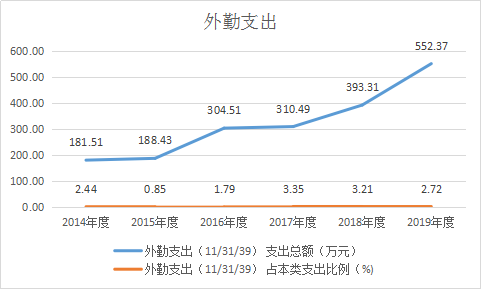 外勤支出
600.00
500.00
400.00
300.00
200.00
100.00
0.00
181.51 188.43 304.51 310.49 393.31 552.37
2.44 0.85 1.79 3.35 3.21 2.72
2014年度 2015年度 2016年度 2017年度 2018年度 2019年度
外勤支出（11/31/39） 支出总额（万元）
外勤支出（11/31/39） 占本类支出比例（%）